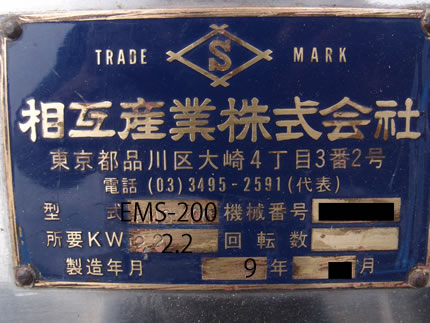 TRADE S MARK
相互産業株式会社
東京都品川区大崎4丁目3番2号
電話 (03)3495-2591(代表)
型式 EMS-200 機械番号
所要KW 2.2 回転数
製造年月 9年 月